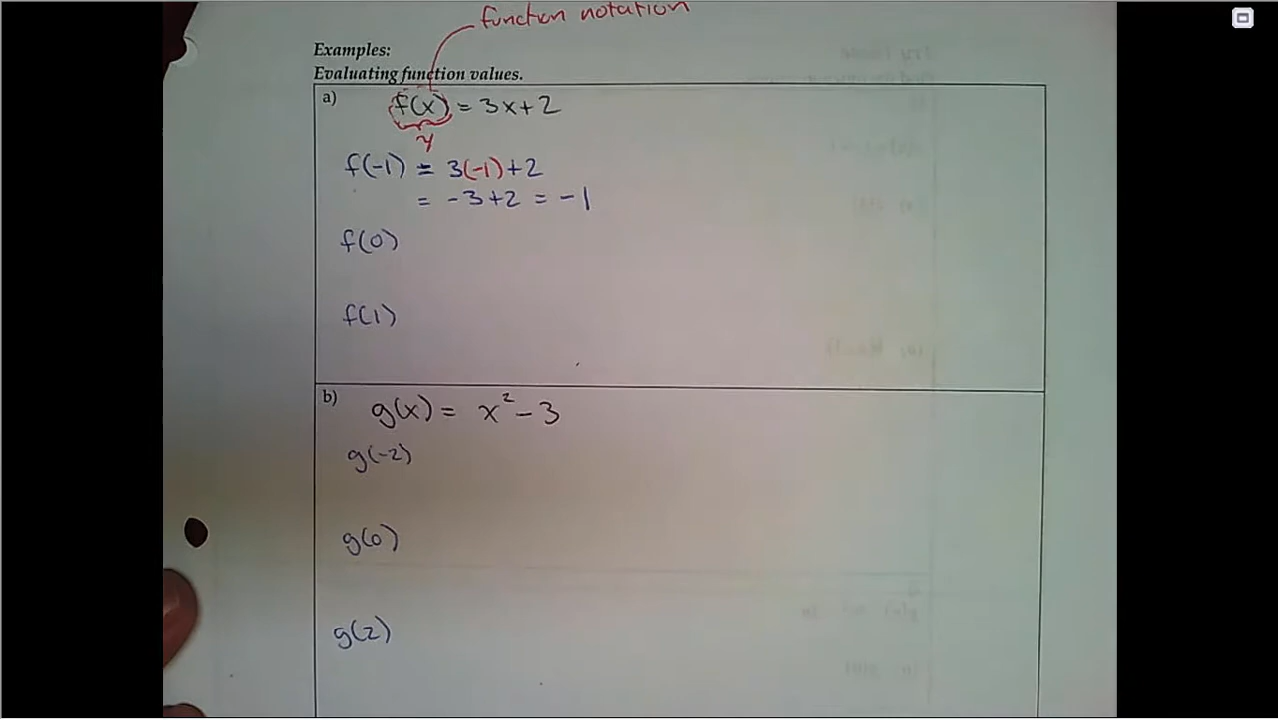 function notation
Examples:
Evaluating function values.
a) f(x) = 3x+2
y
f(-1) = 3(-1)+2
= -3+2 = -1
f(0)
f(1)
b) g(x) = x² - 3
g(-2)
g(0)
g(2)